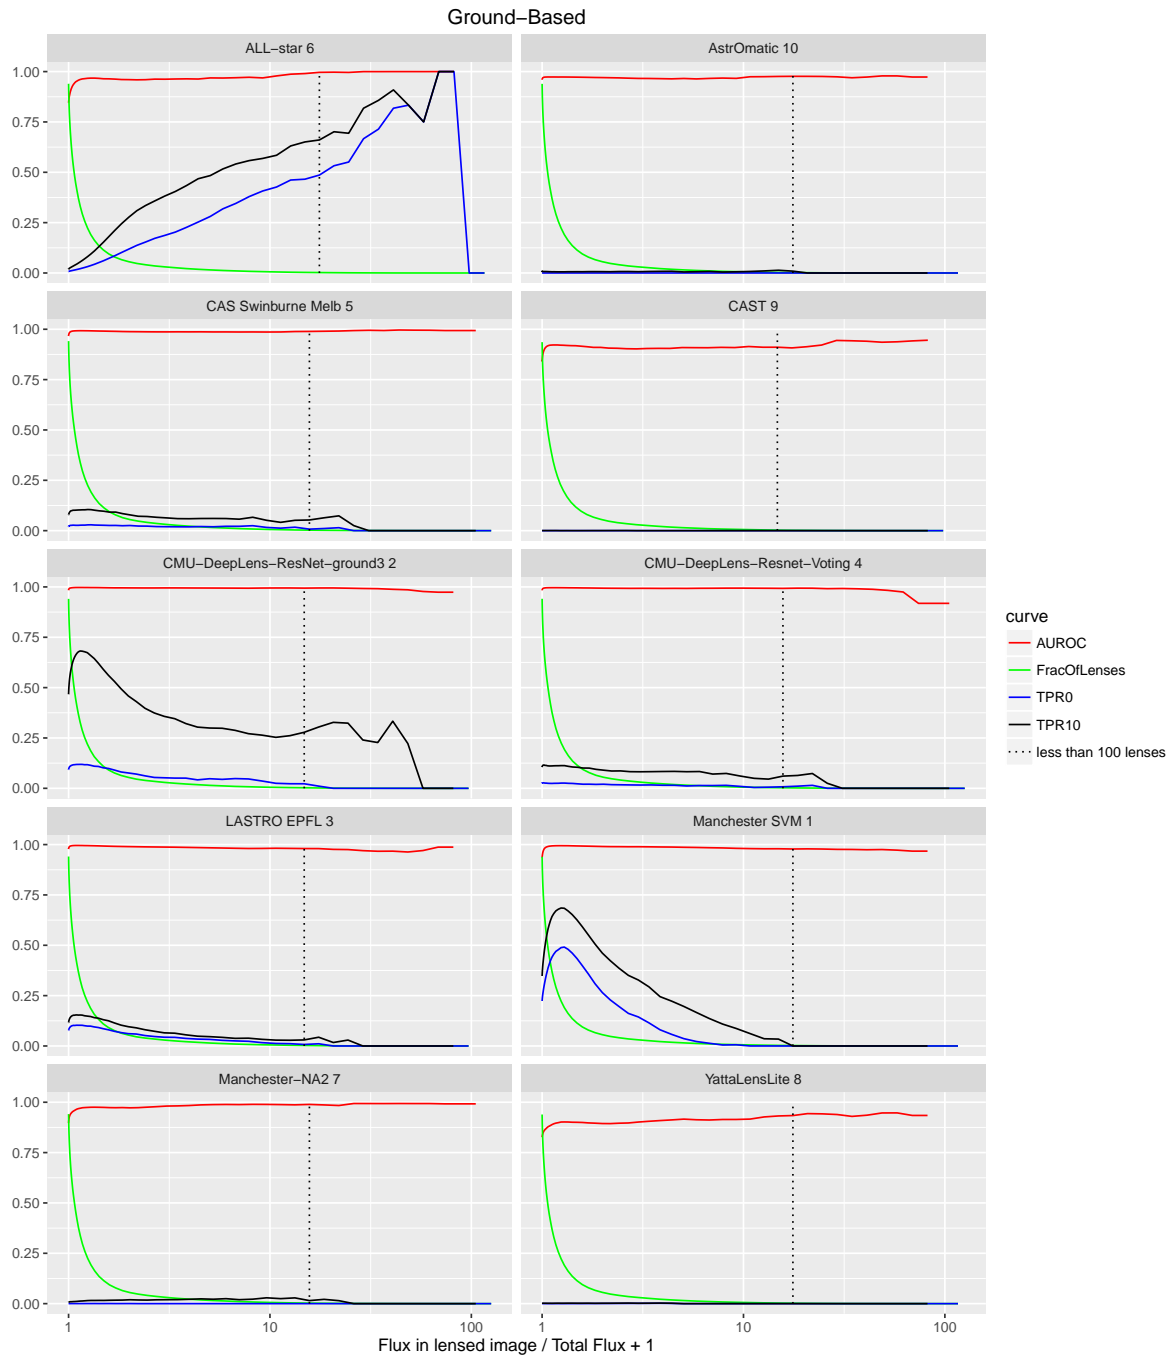 Ground−Based
ALL−star 6
AstrOmatic 10
1.00
0.75
0.50
0.25
0.00
CAS Swinburne Melb 5
CAST 9
1.00
0.75
0.50
0.25
0.00
CMU−DeepLens−ResNet−ground3 2
CMU−DeepLens−Resnet−Voting 4
1.00
0.75
0.50
0.25
0.00
LASTRO EPFL 3
Manchester SVM 1
1.00
0.75
0.50
0.25
0.00
Manchester−NA2 7
YattaLensLite 8
1.00
0.75
0.50
0.25
0.00
1 10 100
1 10 100
Flux in lensed image / Total Flux + 1
curve
AUROC
FracOfLenses
TPR0
TPR10
less than 100 lenses